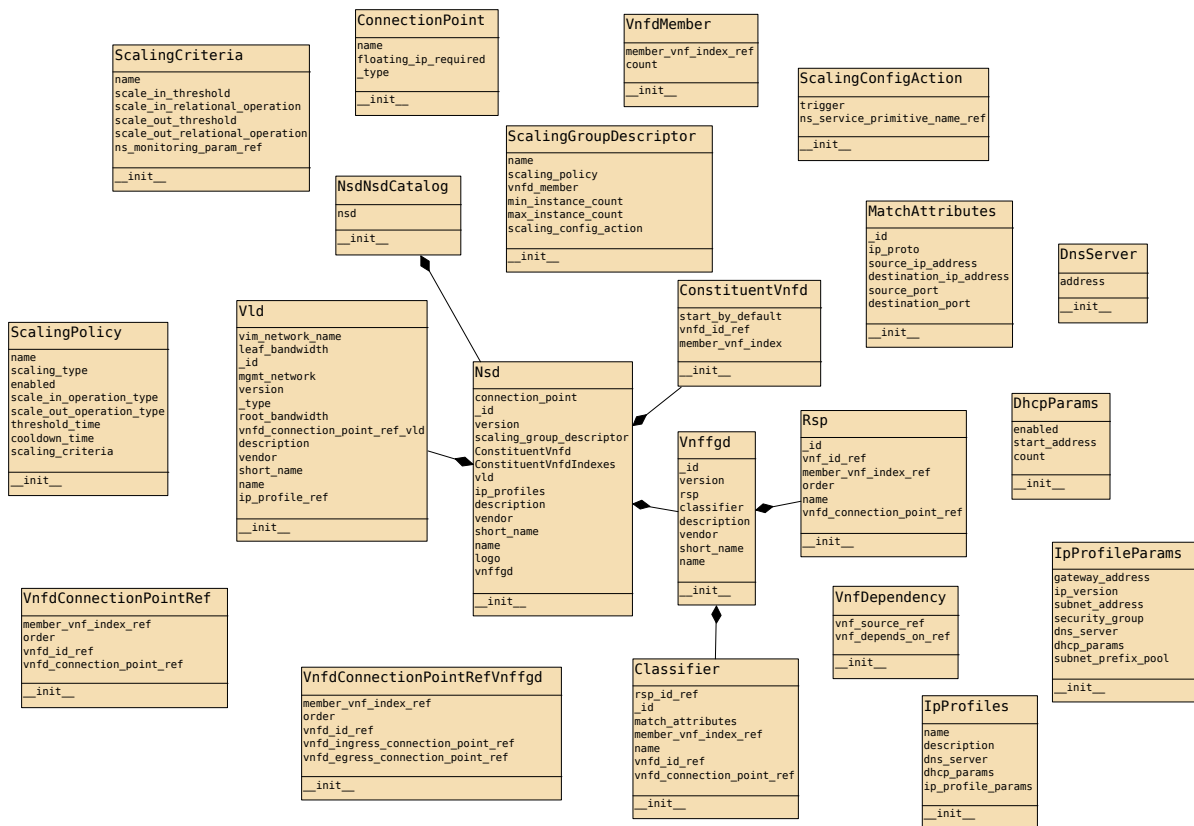 ConnectionPoint
name
floating_ip_required
_type
__init__
VnfdMember
member_vnf_index_ref
count
__init__
ScalingCriteria
name
scale_in_threshold
scale_in_relational_operation
scale_out_threshold
scale_out_relational_operation
ns_monitoring_param_ref
__init__
ScalingConfigAction
trigger
ns_service_primitive_name_ref
__init__
ScalingGroupDescriptor
name
scaling_policy
vnfd_member
min_instance_count
max_instance_count
scaling_config_action
__init__
NsdNsdCatalog
nsd
__init__
MatchAttributes
_id
ip_proto
source_ip_address
destination_ip_address
source_port
destination_port
__init__
DnsServer
address
__init__
ConstituentVnfd
start_by_default
vnfd_id_ref
member_vnf_index
__init__
Vld
vim_network_name
leaf_bandwidth
_id
mgmt_network
version
_type
root_bandwidth
vnfd_connection_point_ref_vld
description
vendor
short_name
name
ip_profile_ref
__init__
ScalingPolicy
name
scaling_type
enabled
scale_in_operation_type
scale_out_operation_type
threshold_time
cooldown_time
scaling_criteria
__init__
Nsd
connection_point
_id
version
scaling_group_descriptor
ConstituentVnfd
ConstituentVnfdIndexes
vld
ip_profiles
description
vendor
short_name
name
logo
vnffgd
__init__
DhcpParams
enabled
start_address
count
__init__
Rsp
_id
vnf_id_ref
member_vnf_index_ref
order
name
vnfd_connection_point_ref
__init__
Vnffgd
_id
version
rsp
classifier
description
vendor
short_name
name
__init__
IpProfileParams
gateway_address
ip_version
subnet_address
security_group
dns_server
dhcp_params
subnet_prefix_pool
__init__
VnfdConnectionPointRef
member_vnf_index_ref
order
vnfd_id_ref
vnfd_connection_point_ref
__init__
VnfDependency
vnf_source_ref
vnf_depends_on_ref
__init__
VnfdConnectionPointRefVnffgd
member_vnf_index_ref
order
vnfd_id_ref
vnfd_ingress_connection_point_ref
vnfd_egress_connection_point_ref
__init__
Classifier
rsp_id_ref
_id
match_attributes
member_vnf_index_ref
name
vnfd_id_ref
vnfd_connection_point_ref
__init__
IpProfiles
name
description
dns_server
dhcp_params
ip_profile_params
__init__